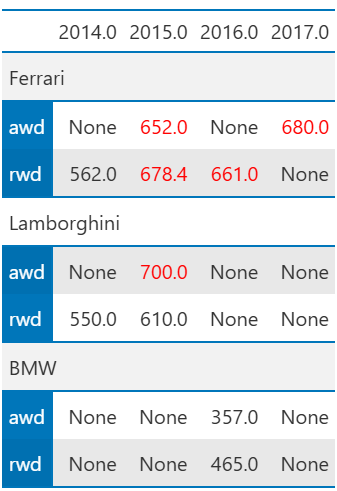 2014.0 2015.0 2016.0 2017.0
Ferrari
awd None 652.0 None 680.0
rwd 562.0 678.4 661.0 None
Lamborghini
awd None 700.0 None None
rwd 550.0 610.0 None None
BMW
awd None None 357.0 None
rwd None None 465.0 None